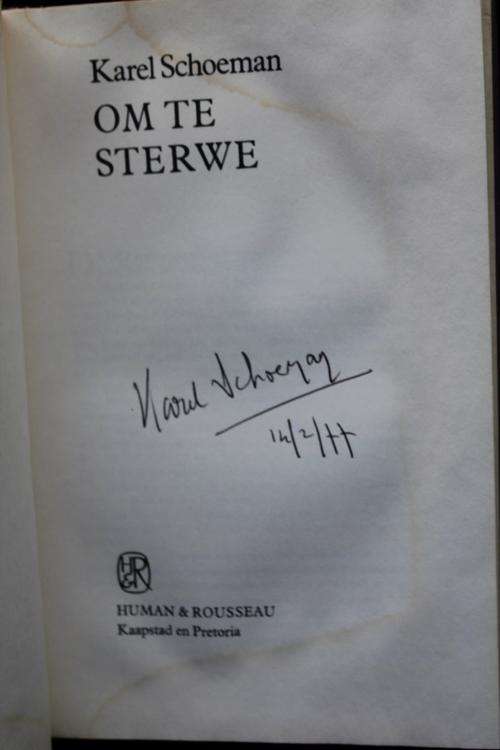 Karel Schoeman
OM TE
STERWE
Karel Schoeman
14/2/77
H&R
HUMAN & ROUSSEAU
Kaapstad en Pretoria